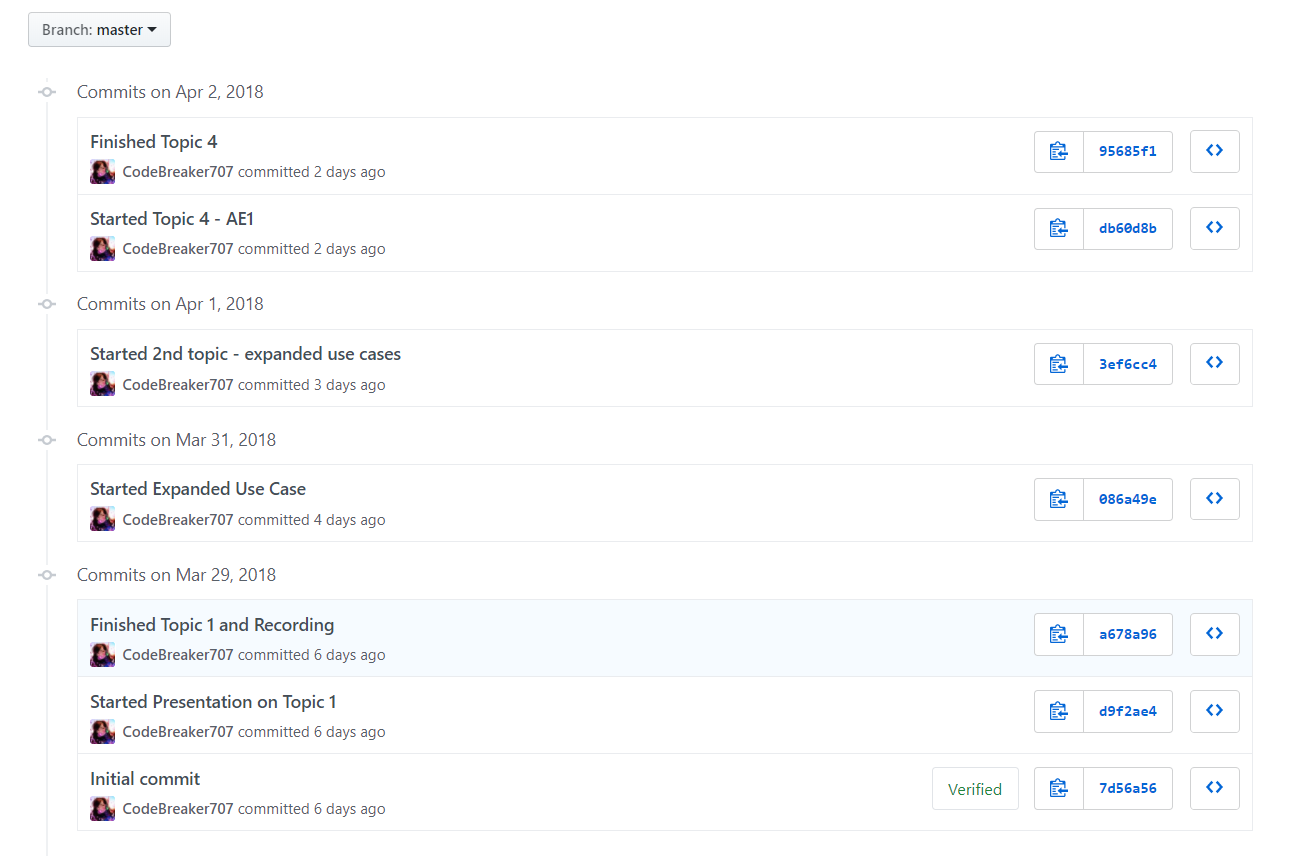 Branch: master
Commits on Apr 2, 2018
Finished Topic 4
95685f1
CodeBreaker707 committed 2 days ago
Started Topic 4 - AE1
db60d8b
CodeBreaker707 committed 2 days ago
Commits on Apr 1, 2018
Started 2nd topic - expanded use cases
3ef6cc4
CodeBreaker707 committed 3 days ago
Commits on Mar 31, 2018
Started Expanded Use Case
086a49e
CodeBreaker707 committed 4 days ago
Commits on Mar 29, 2018
Finished Topic 1 and Recording
a678a96
CodeBreaker707 committed 6 days ago
Started Presentation on Topic 1
d9f2ae4
CodeBreaker707 committed 6 days ago
Initial commit
Verified 7d56a56
CodeBreaker707 committed 6 days ago